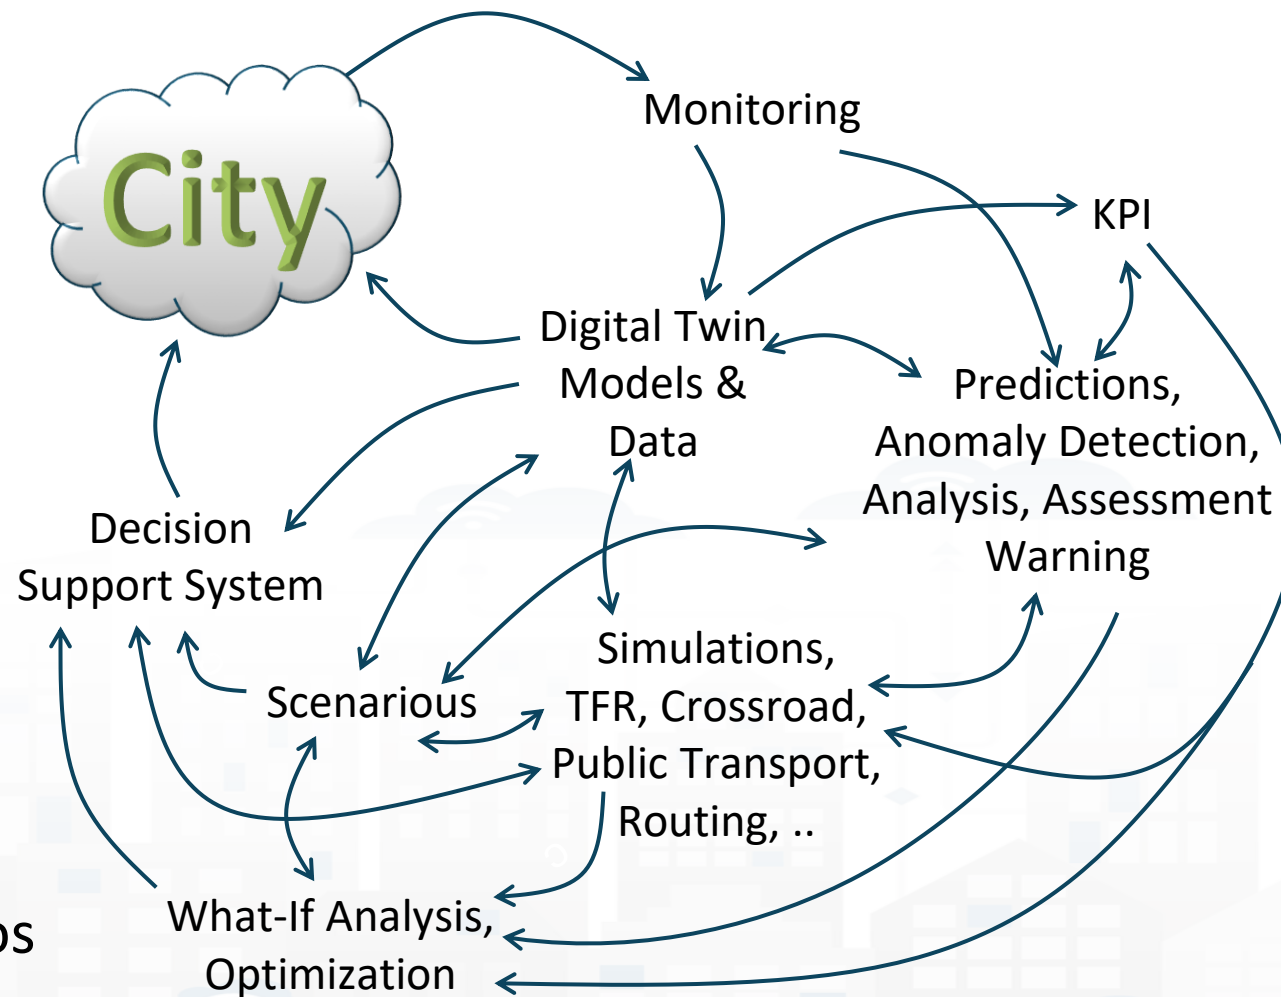 City
Monitoring
KPI
Digital Twin
Models &
Data
Predictions,
Anomaly Detection,
Analysis, Assessment
Warning
Decision
Support System
Scenarious
Simulations,
TFR, Crossroad,
Public Transport,
Routing, ..
What-If Analysis,
Optimization